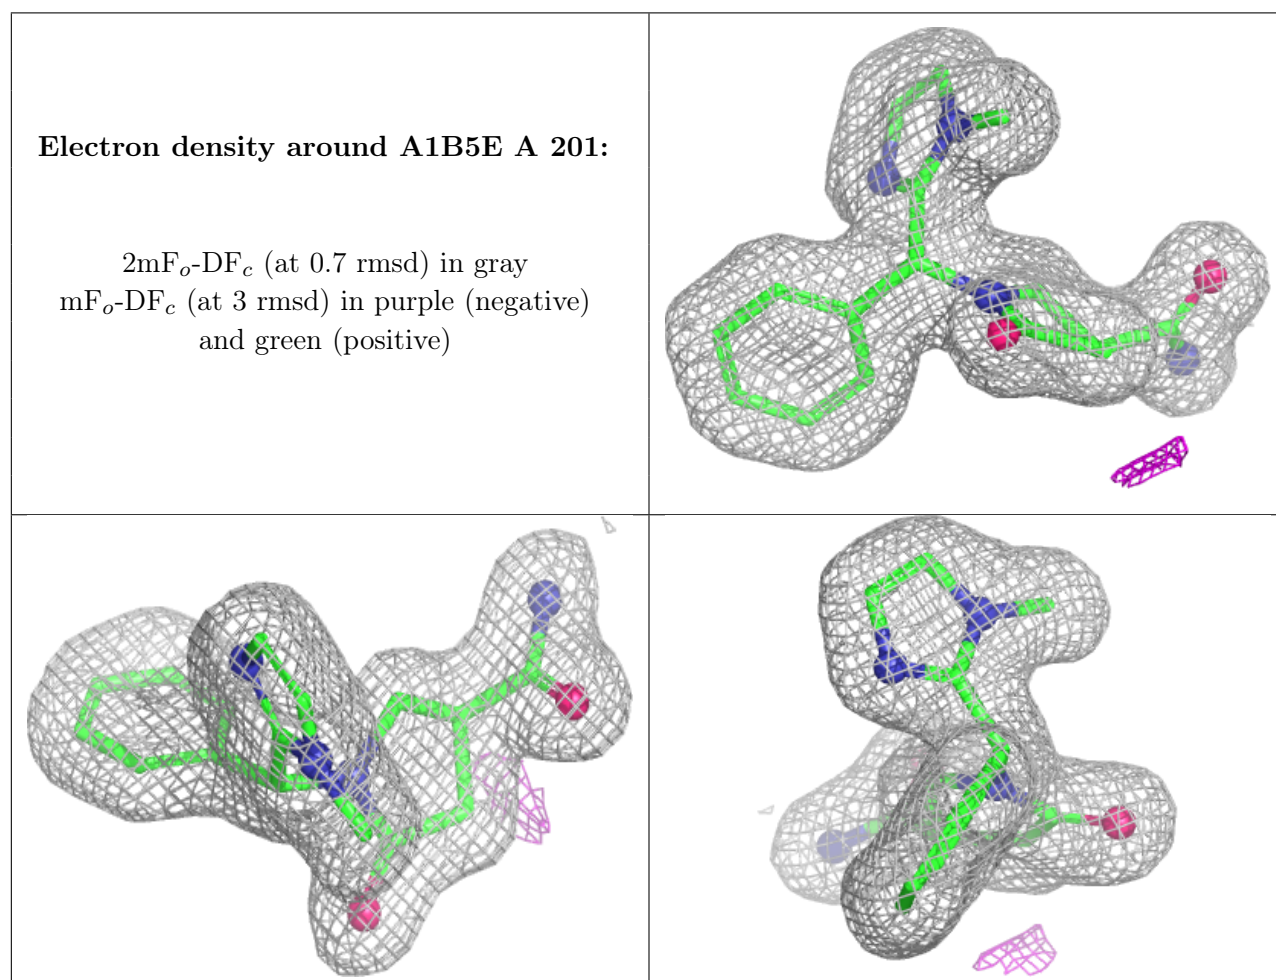 Electron density around A1B5E A 201:
2mFo-DFc (at 0.7 rmsd) in gray
mFo-DFc (at 3 rmsd) in purple (negative)
and green (positive)